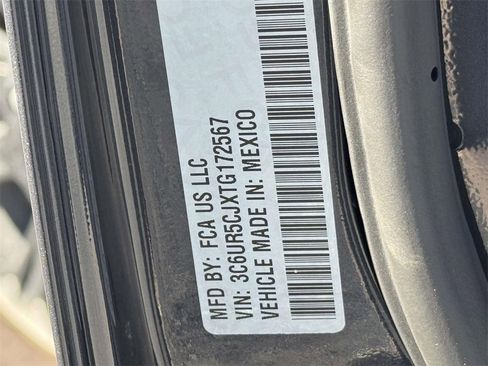 MFD BY: FCA US LLC
VIN: 3C6UR5CJXTG172567
VEHICLE MADE IN: MEXICO